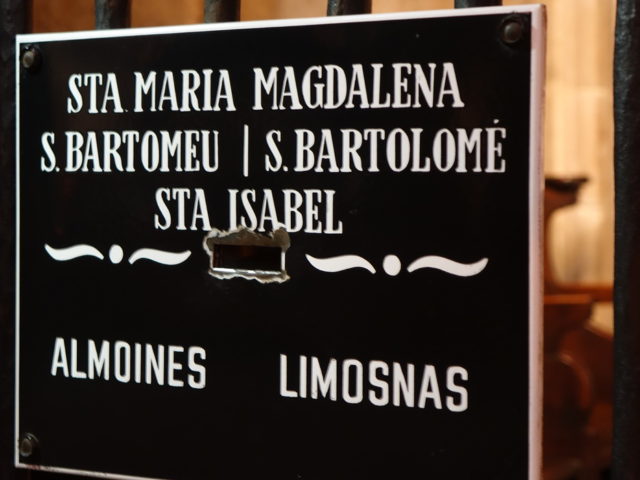 STA. MARIA MAGDALENA
S. BARTOMEU | S. BARTOLOMÉ
STA ISABEL
ALMOINES LIMOSNAS